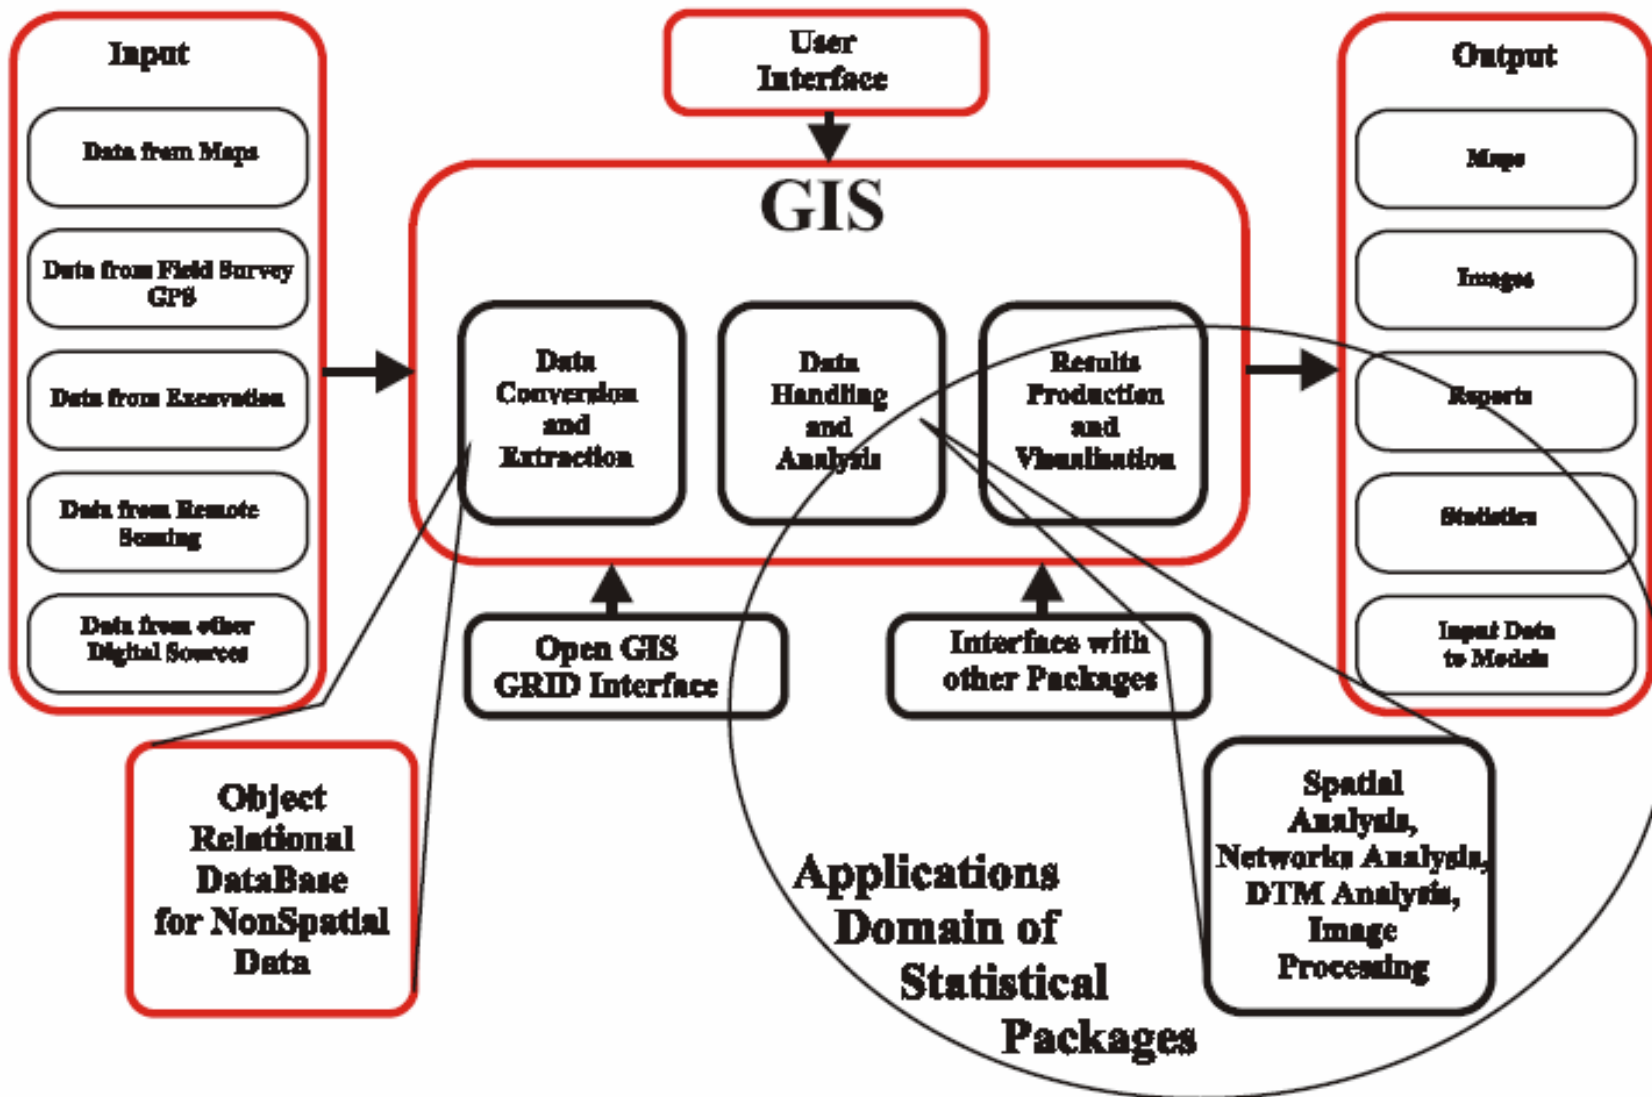 Input
Data from Maps
Data from Field Survey
GPS
Data from Excavation
Data from Remote
Sensing
Data from other
Digital Sources
User
Interface
GIS
Data
Conversion
and
Extraction
Data
Handling
and
Analysis
Results
Production
and
Visualisation
Open GIS
GRID Interface
Interface with
other Packages
Output
Maps
Images
Reports
Statistics
Input Data
to Models
Object
Relational
DataBase
for NonSpatial
Data
Applications
Domain of
Statistical
Packages
Spatial
Analysis,
Networks Analysis,
DTM Analysis,
Image
Processing